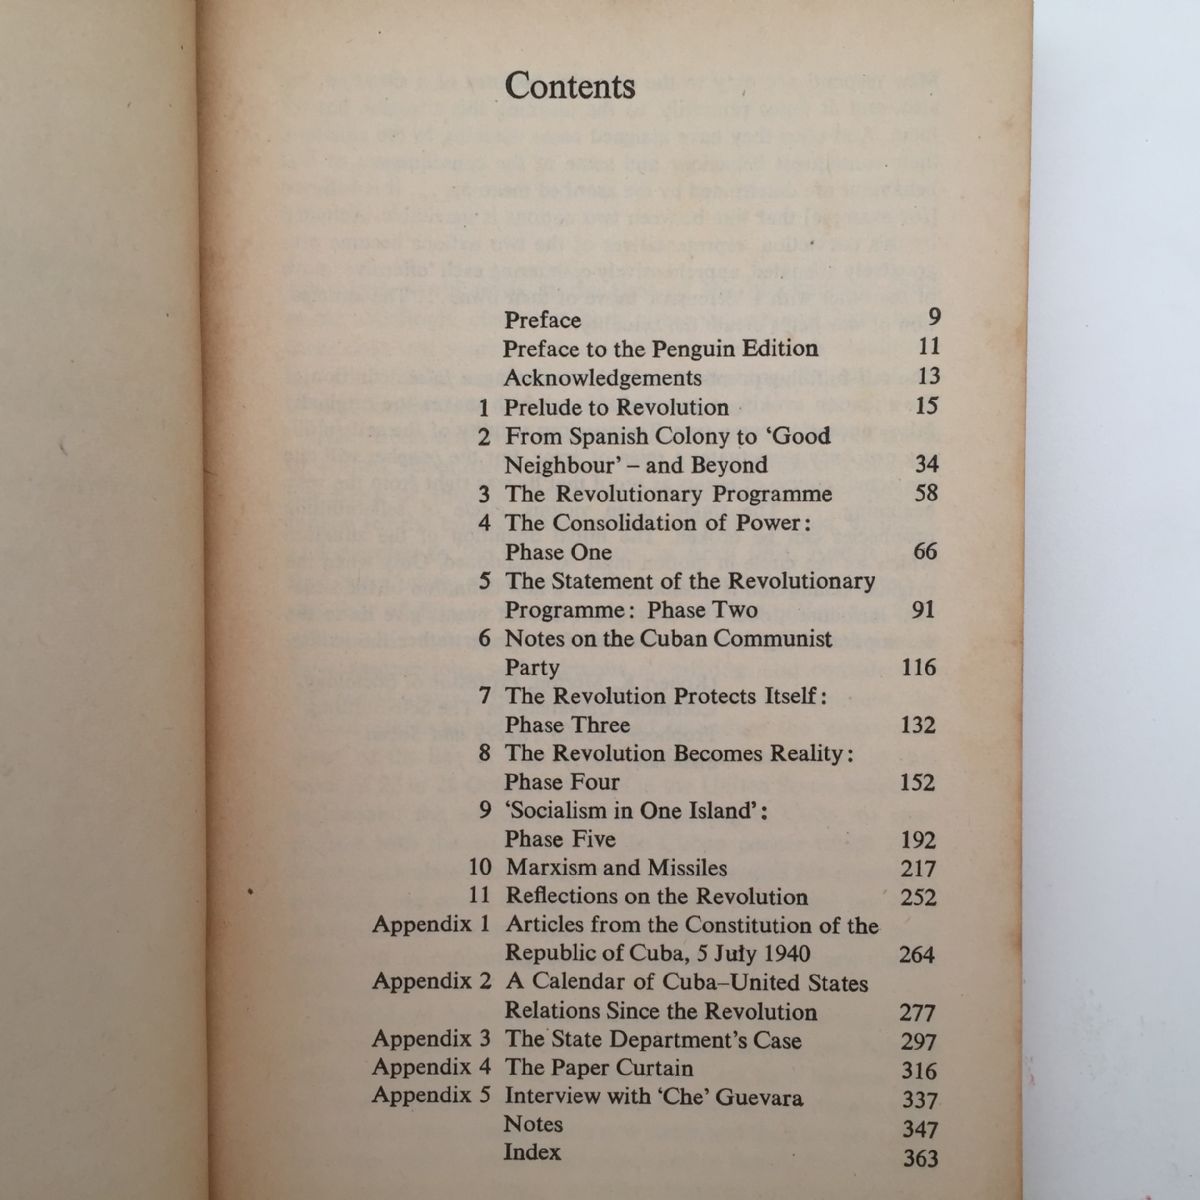 Contents
Preface 9
Preface to the Penguin Edition 11
Acknowledgements 13
1 Prelude to Revolution 15
2 From Spanish Colony to ‘Good
Neighbour’ – and Beyond 34
3 The Revolutionary Programme 58
4 The Consolidation of Power:
Phase One 66
5 The Statement of the Revolutionary
Programme: Phase Two 91
6 Notes on the Cuban Communist
Party 116
7 The Revolution Protects Itself:
Phase Three 132
8 The Revolution Becomes Reality:
Phase Four 152
9 ‘Socialism in One Island’:
Phase Five 192
10 Marxism and Missiles 217
11 Reflections on the Revolution 252
Appendix 1 Articles from the Constitution of the
Republic of Cuba, 5 July 1940 264
Appendix 2 A Calendar of Cuba–United States
Relations Since the Revolution 277
Appendix 3 The State Department’s Case 297
Appendix 4 The Paper Curtain 316
Appendix 5 Interview with ‘Che’ Guevara 337
Notes 347
Index 363